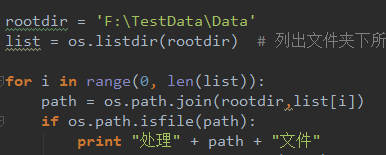 rootdir = 'F:\TestData\Data'
list = os.listdir(rootdir)  # 列出文件夹下所
for i in range(0, len(list)):
    path = os.path.join(rootdir,list[i])
    if os.path.isfile(path):
        print "处理" + path + "文件"